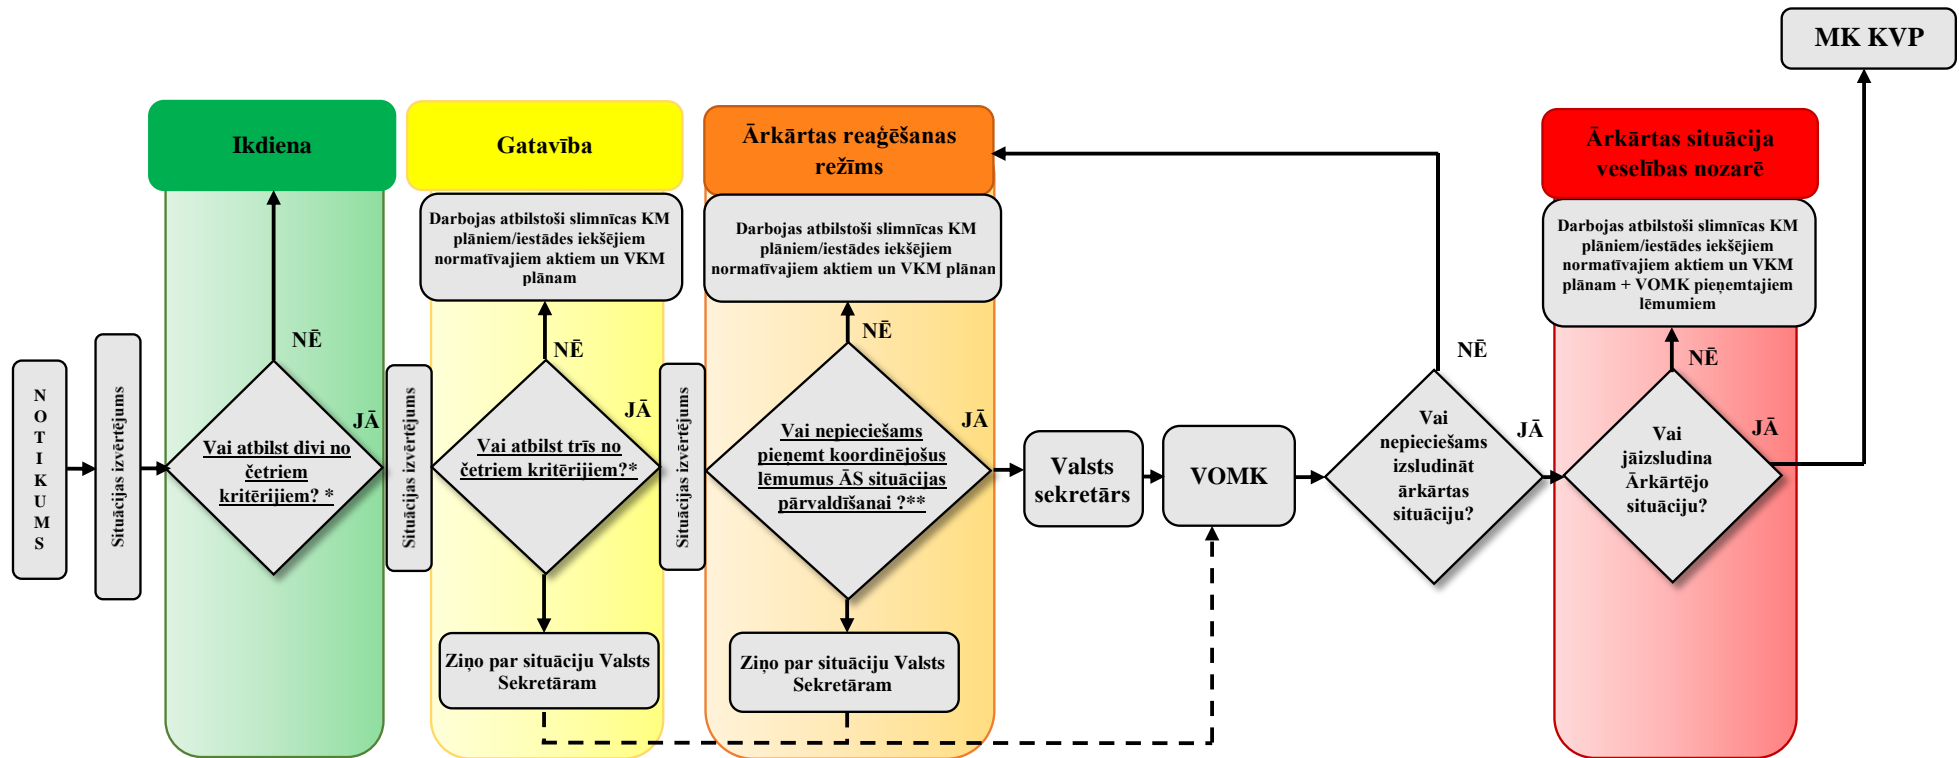 MK KVP
Ikdiena
Gatavība
Ārkārtas reaģēšanas
režīms
Ārkārtas situācija
veselības nozarē
Darbojas atbilstoši slimnīcas KM
plāniem/iestādes iekšējiem
normatīvajiem aktiem un VKM
plānam
Darbojas atbilstoši slimnīcas KM
plāniem/iestādes iekšējiem
normatīvajiem aktiem un VKM plānan
Darbojas atbilstoši slimnīcas KM
plāniem/iestādes iekšējiem
normatīvajiem aktiem un VKM
plānam + VOMK pieņemtajiem
lēmumiem
N
O
T
I
K
U
M
S
Situācijas izvērtējums
NĒ
JĀ
Vai atbilst divi no
četriem
kritērijiem? *
Situācijas izvērtējums
NĒ
JĀ
Vai atbilst trīs no
četriem kritērijiem?*
Situācijas izvērtējums
NĒ
JĀ
Vai nepieciešams
pieņemt koordinējošus
lēmumus ĀS situācijas
pārvaldīšanai ?**
Valsts
sekretārs
VOMK
NĒ
JĀ
Vai
nepieciešams
izsludināt
ārkārtas
situāciju?
NĒ
JĀ
Vai
jāizsludina
Ārkārtējo
situāciju?
Ziņo par situāciju Valsts
Sekretāram
Ziņo par situāciju Valsts
Sekretāram